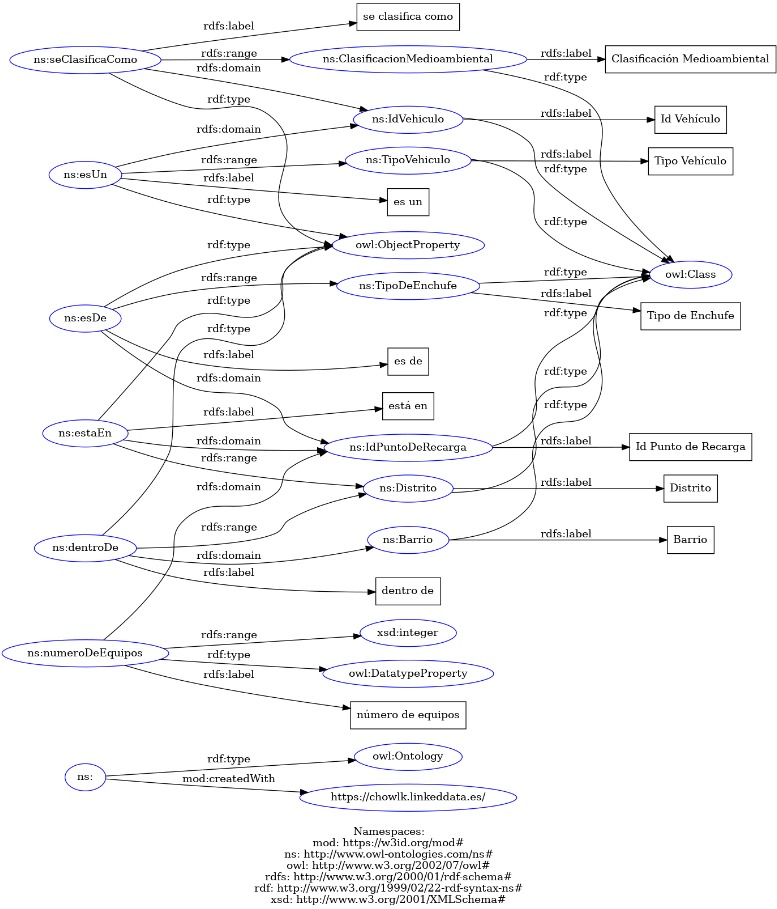 se clasifica como
rdfs:label
ns:seClasificaComo
rdfs:range
ns:ClasificacionMedioambiental
rdfs:label
Clasificación Medioambiental
rdfs:domain
rdf:type
rdf:type
ns:IdVehiculo
rdfs:label
Id Vehículo
rdfs:domain
ns:esUn
rdfs:range
ns:TipoVehiculo
rdfs:label
Tipo Vehículo
rdf:type
rdfs:label
es un
rdf:type
rdf:type
rdf:type
owl:ObjectProperty
owl:Class
ns:esDe
rdfs:range
ns:TipoDeEnchufe
rdf:type
rdfs:label
Tipo de Enchufe
rdf:type
rdf:type
rdf:type
rdfs:label
es de
rdfs:domain
rdf:type
está en
rdfs:label
rdf:type
ns:estaEn
rdfs:domain
ns:IdPuntoDeRecarga
rdfs:label
Id Punto de Recarga
rdfs:range
rdfs:domain
ns:Distrito
rdfs:label
Distrito
rdfs:range
ns:dentroDe
rdfs:domain
ns:Barrio
rdfs:label
Barrio
rdfs:label
dentro de
ns:numeroDeEquipos
rdfs:range
xsd:integer
rdf:type
owl:DatatypeProperty
rdfs:label
número de equipos
ns:
rdf:type
owl:Ontology
mod:createdWith
https://chowlk.linkeddata.es/
Namespaces:
mod: https://w3id.org/mod#
ns: http://www.owl-ontologies.com/ns#
owl: http://www.w3.org/2002/07/owl#
rdfs: http://www.w3.org/2000/01/rdf-schema#
rdf: http://www.w3.org/1999/02/22-rdf-syntax-ns#
xsd: http://www.w3.org/2001/XMLSchema#